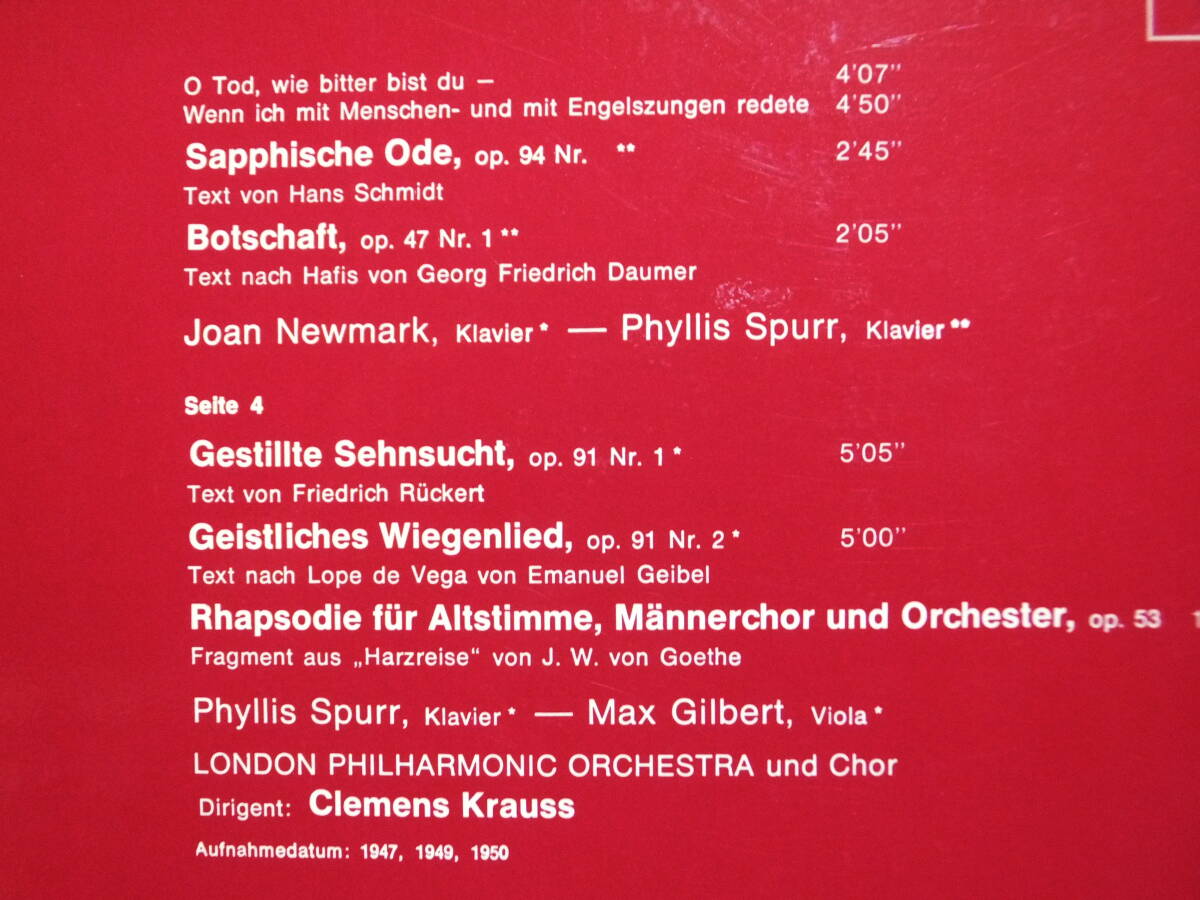 O Tod, wie bitter bist du — 4'07"
Wenn ich mit Menschen- und mit Engelszungen redete 4'50"
Sapphische Ode, op. 94 Nr. ** 2'45"
Text von Hans Schmidt
Botschaft, op. 47 Nr. 1** 2'05"
Text nach Hafis von Georg Friedrich Daumer
Joan Newmark, Klavier* — Phyllis Spurr, Klavier**
Seite 4
Gestillte Sehnsucht, op. 91 Nr. 1* 5'05"
Text von Friedrich Rückert
Geistliches Wiegenlied, op. 91 Nr. 2* 5'00"
Text nach Lope de Vega von Emanuel Geibel
Rhapsodie für Altstimme, Männerchor und Orchester, op. 53
Fragment aus „Harzreise“ von J. W. von Goethe
Phyllis Spurr, Klavier* — Max Gilbert, Viola*
LONDON PHILHARMONIC ORCHESTRA und Chor
Dirigent: Clemens Krauss
Aufnahmedatum: 1947, 1949, 1950